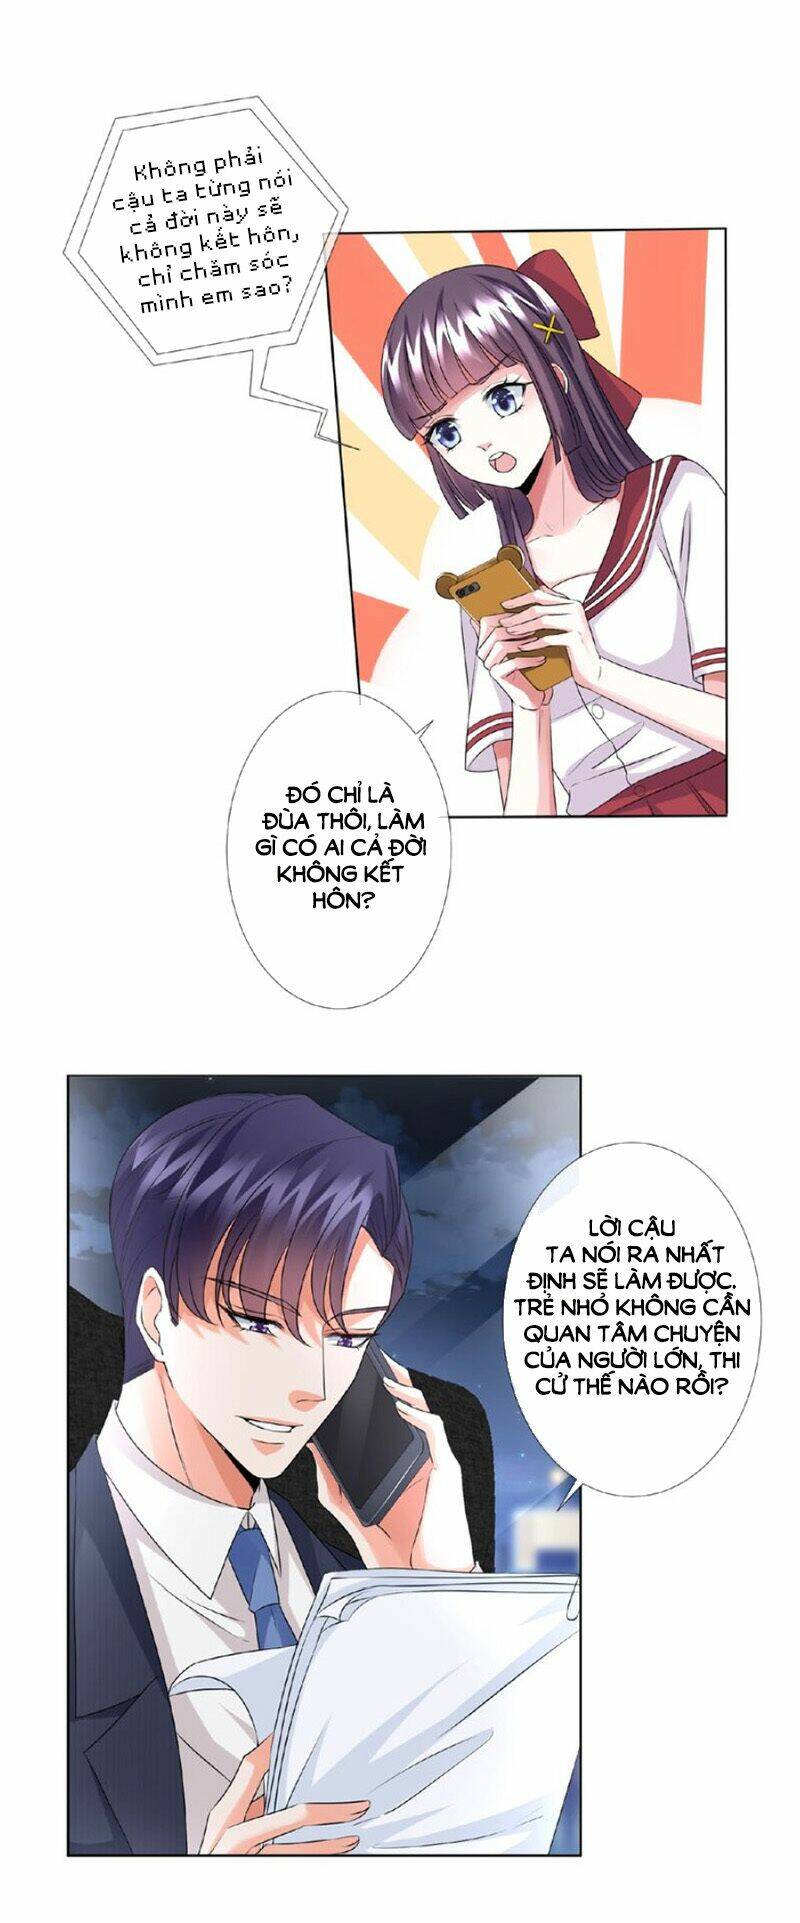 Không phải
cậu ta từng nói
cả đời này sẽ
không kết hôn,
chỉ chăm sóc
mình em sao?
ĐÓ CHỈ LÀ
ĐÙA THÔI, LÀM
GÌ CÓ AI CẢ ĐỜI
KHÔNG KẾT
HÔN?
LỜI CẬU
TA NÓI RA NHẤT
ĐỊNH SẼ LÀM ĐƯỢC.
TRẺ NHỎ KHÔNG CẦN
QUAN TÂM CHUYỆN
CỦA NGƯỜI LỚN, THI
CỬ THẾ NÀO RỒI?